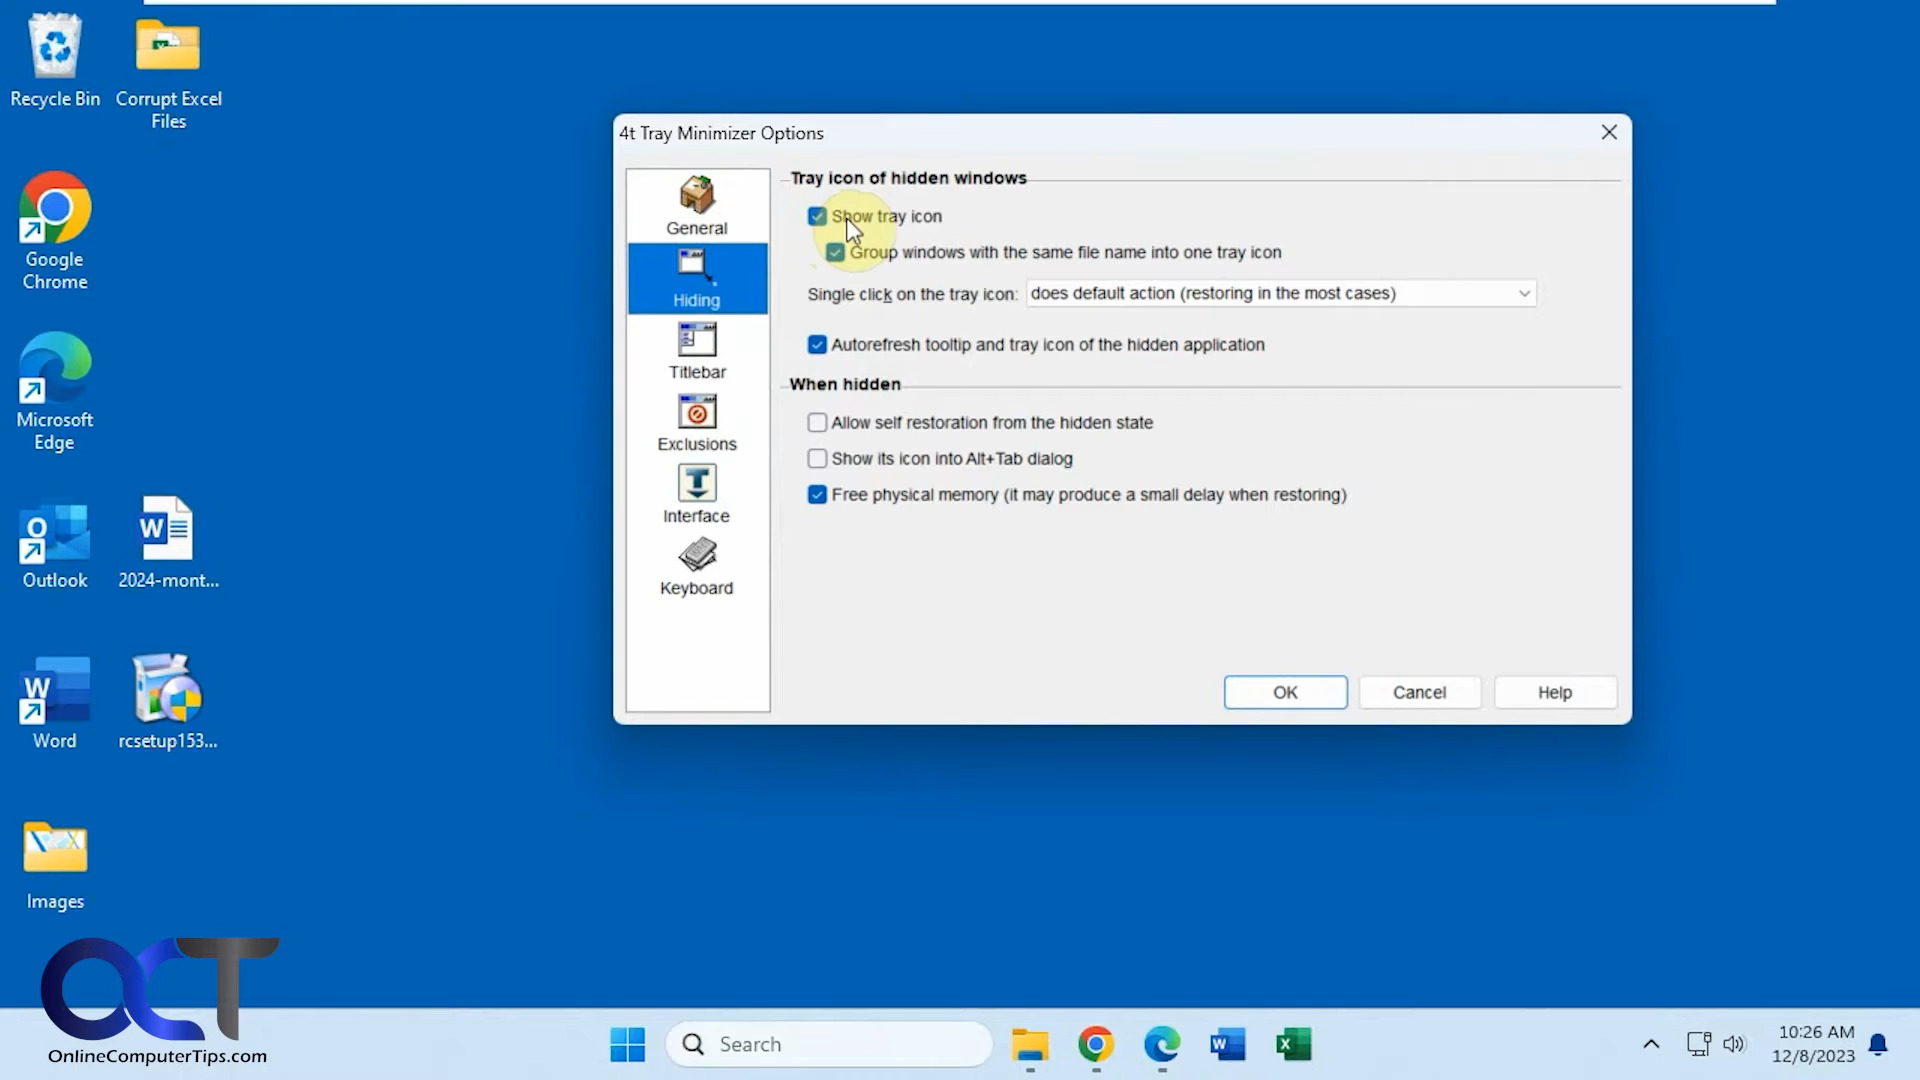 Recycle Bin
Corrupt Excel
Files
Google
Chrome
Microsoft
Edge
Outlook
2024-mont...
Word
rcsetup153...
Images
4t Tray Minimizer Options
General
Hiding
Titlebar
Exclusions
Interface
Keyboard
Tray icon of hidden windows
Show tray icon
Group windows with the same file name into one tray icon
Single click on the tray icon: does default action (restoring in the most cases)
Autorefresh tooltip and tray icon of the hidden application
When hidden
Allow self restoration from the hidden state
Show its icon into Alt+Tab dialog
Free physical memory (it may produce a small delay when restoring)
OK
Cancel
Help
OCT
OnlineComputerTips.com
Search
10:26 AM
12/8/2023